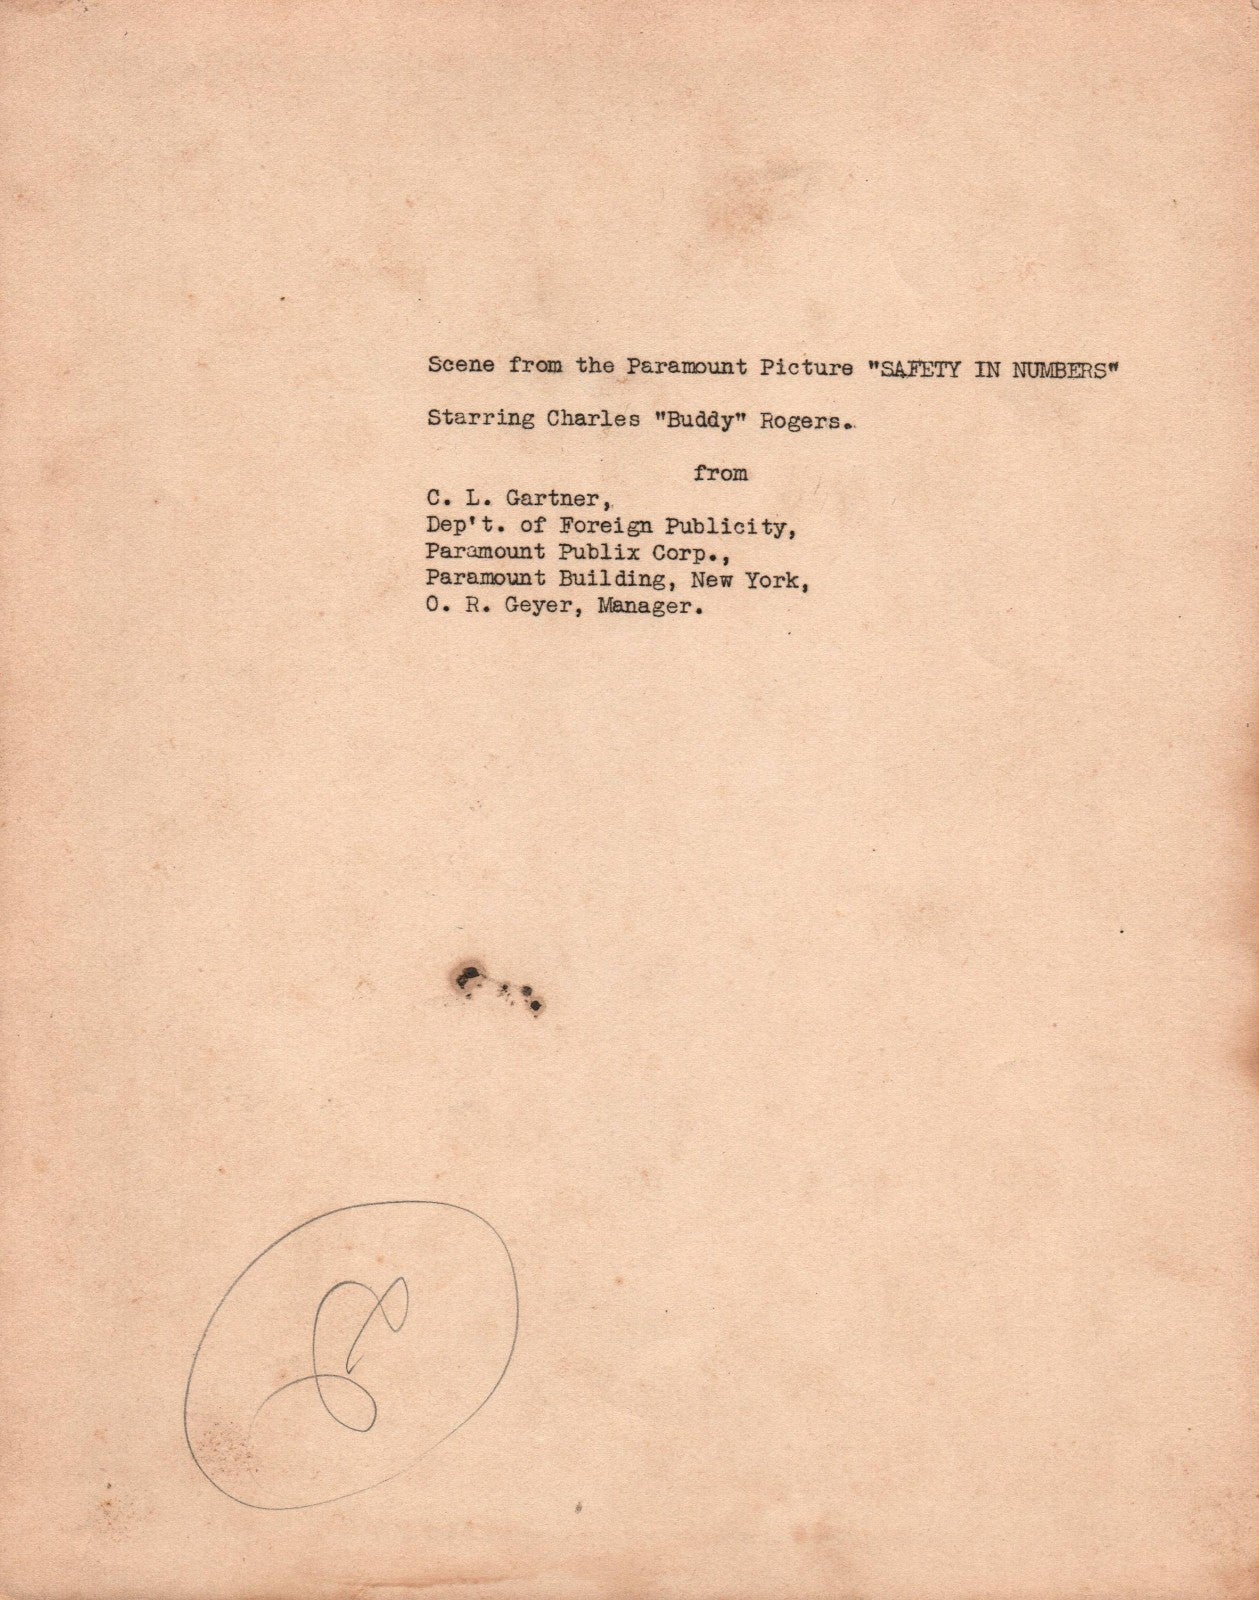 Scene from the Paramount Picture "SAFETY IN NUMBERS"
Starring Charles "Buddy" Rogers.
from
C. L. Gartner,
Dep't. of Foreign Publicity,
Paramount Publix Corp.,
Paramount Building, New York,
O. R. Geyer, Manager.